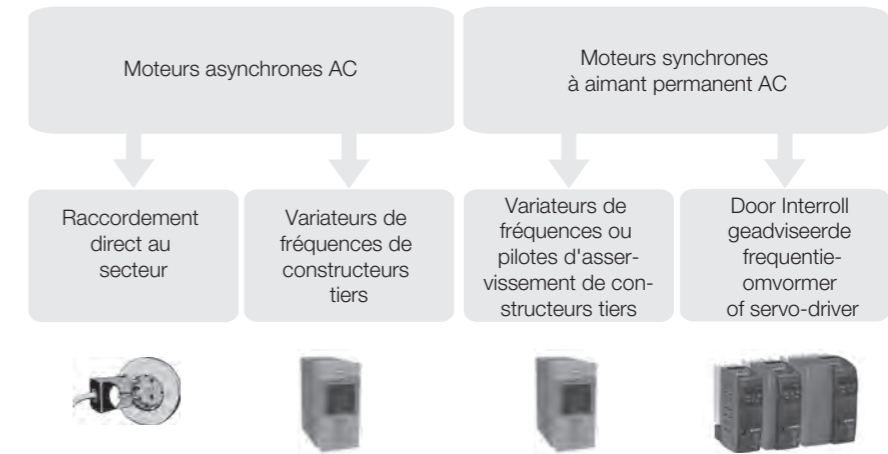 Moteurs asynchrones AC
Moteurs synchrones
à aimant permanent AC
Raccordement
direct au
secteur
Variateurs de
fréquences de
constructeurs
tiers
Variateurs de
fréquences ou
pilotes d'asser-
vissement de con-
structeurs tiers
Door Interroll
geadviseerde
frequentie-
omvormer
of servo-driver